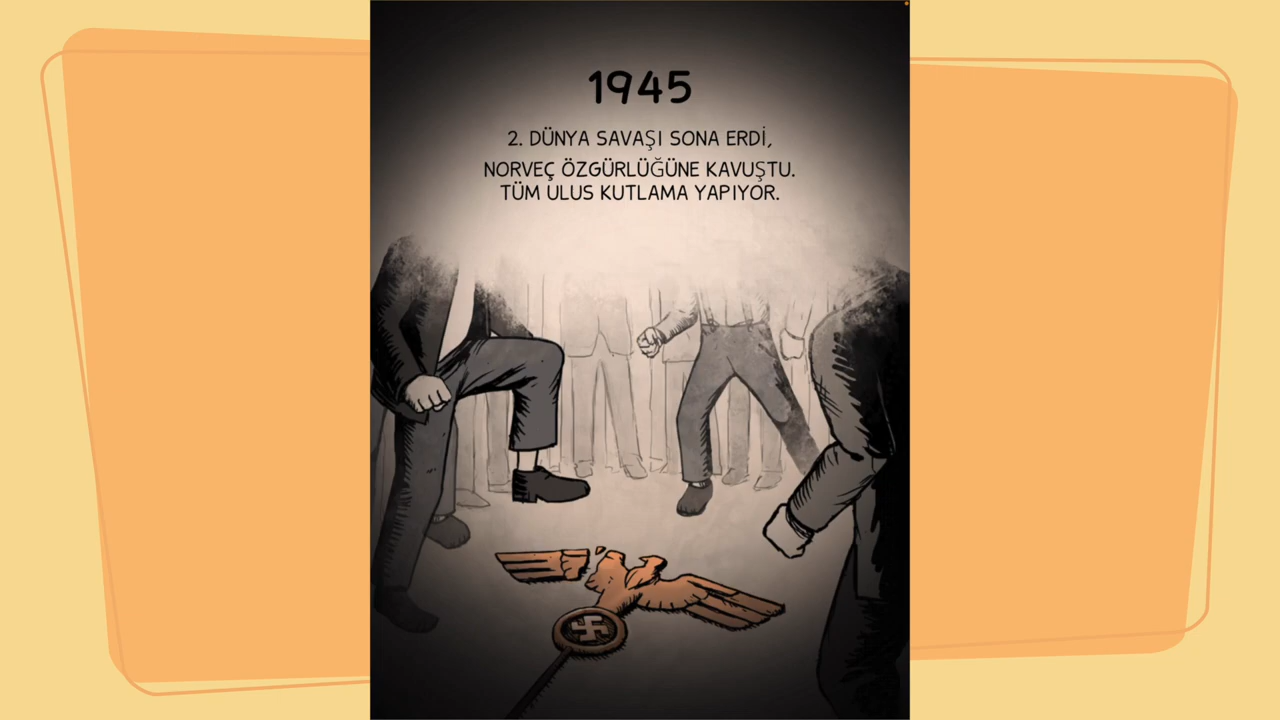 1945
2. DÜNYA SAVAŞI SONA ERDİ,
NORVEÇ ÖZGÜRLÜĞÜNE KAVUŞTU.
TÜM ULUS KUTLAMA YAPIYOR.